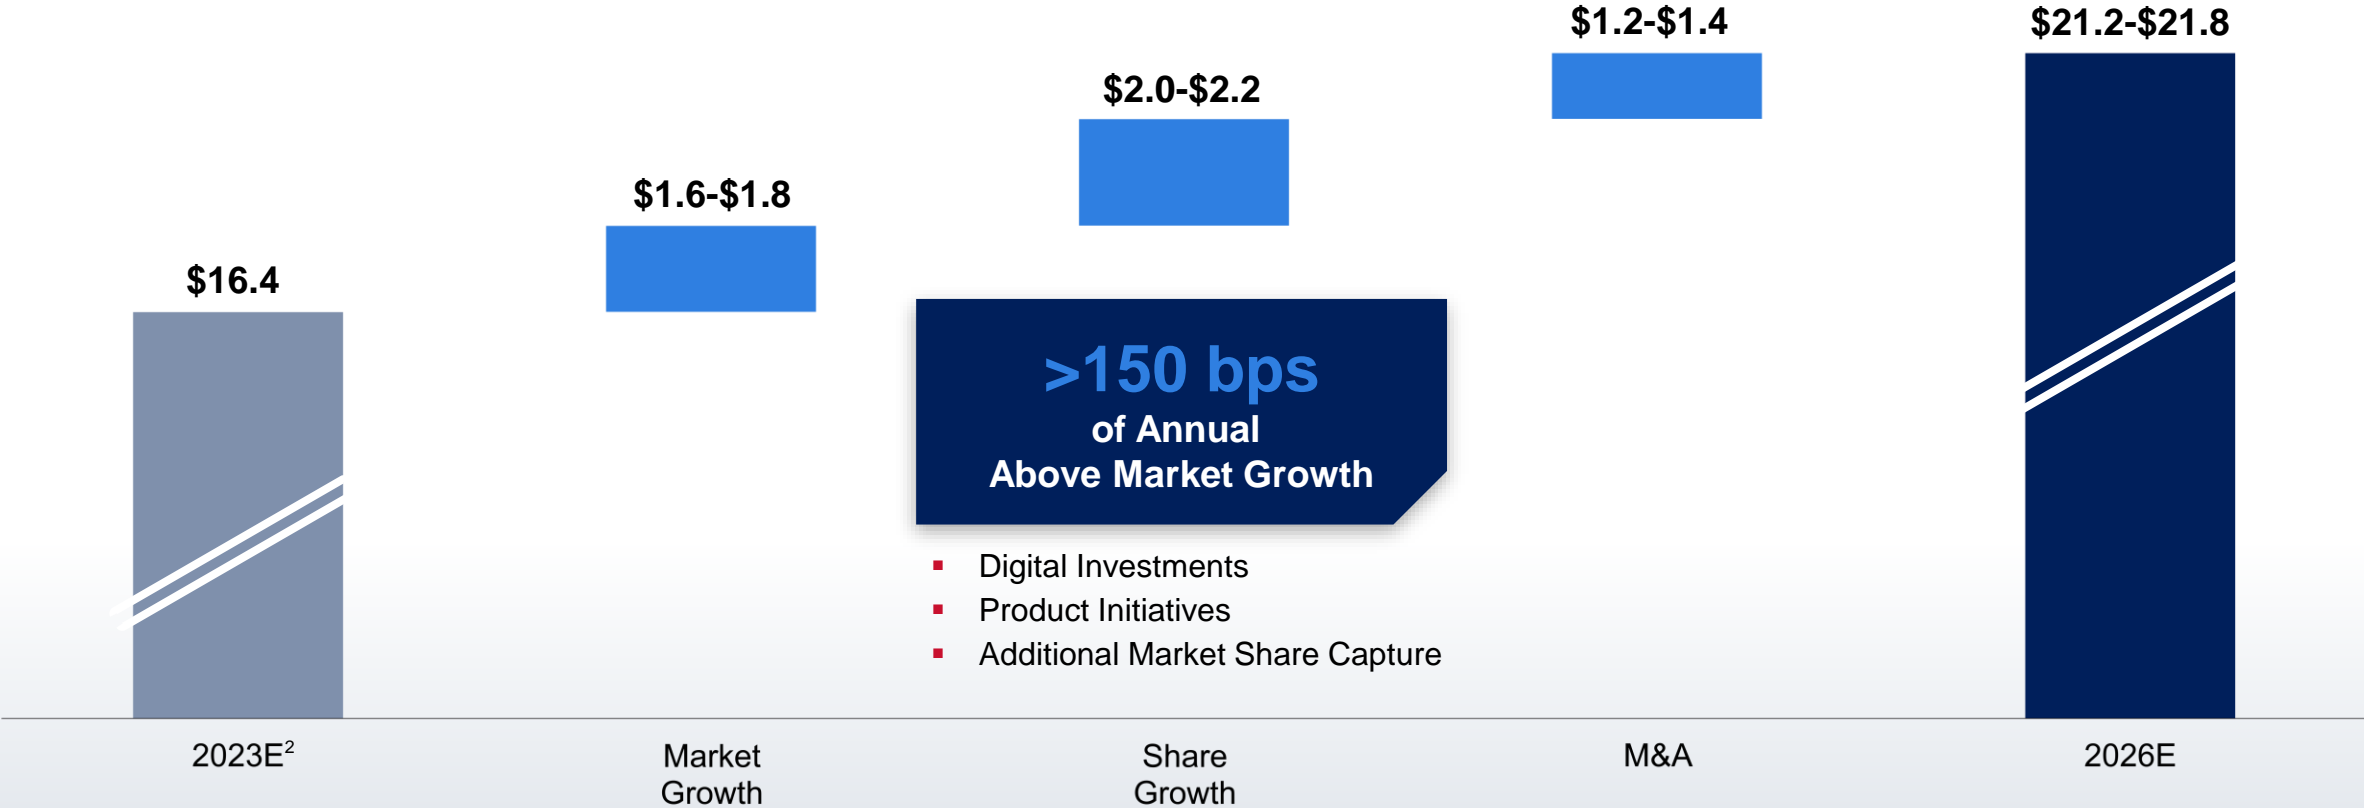 $16.4
$1.6-$1.8
$2.0-$2.2
$1.2-$1.4
$21.2-$21.8
>150 bps
of Annual
Above Market Growth
▪ Digital Investments
▪ Product Initiatives
▪ Additional Market Share Capture
2023E²
Market
Growth
Share
Growth
M&A
2026E